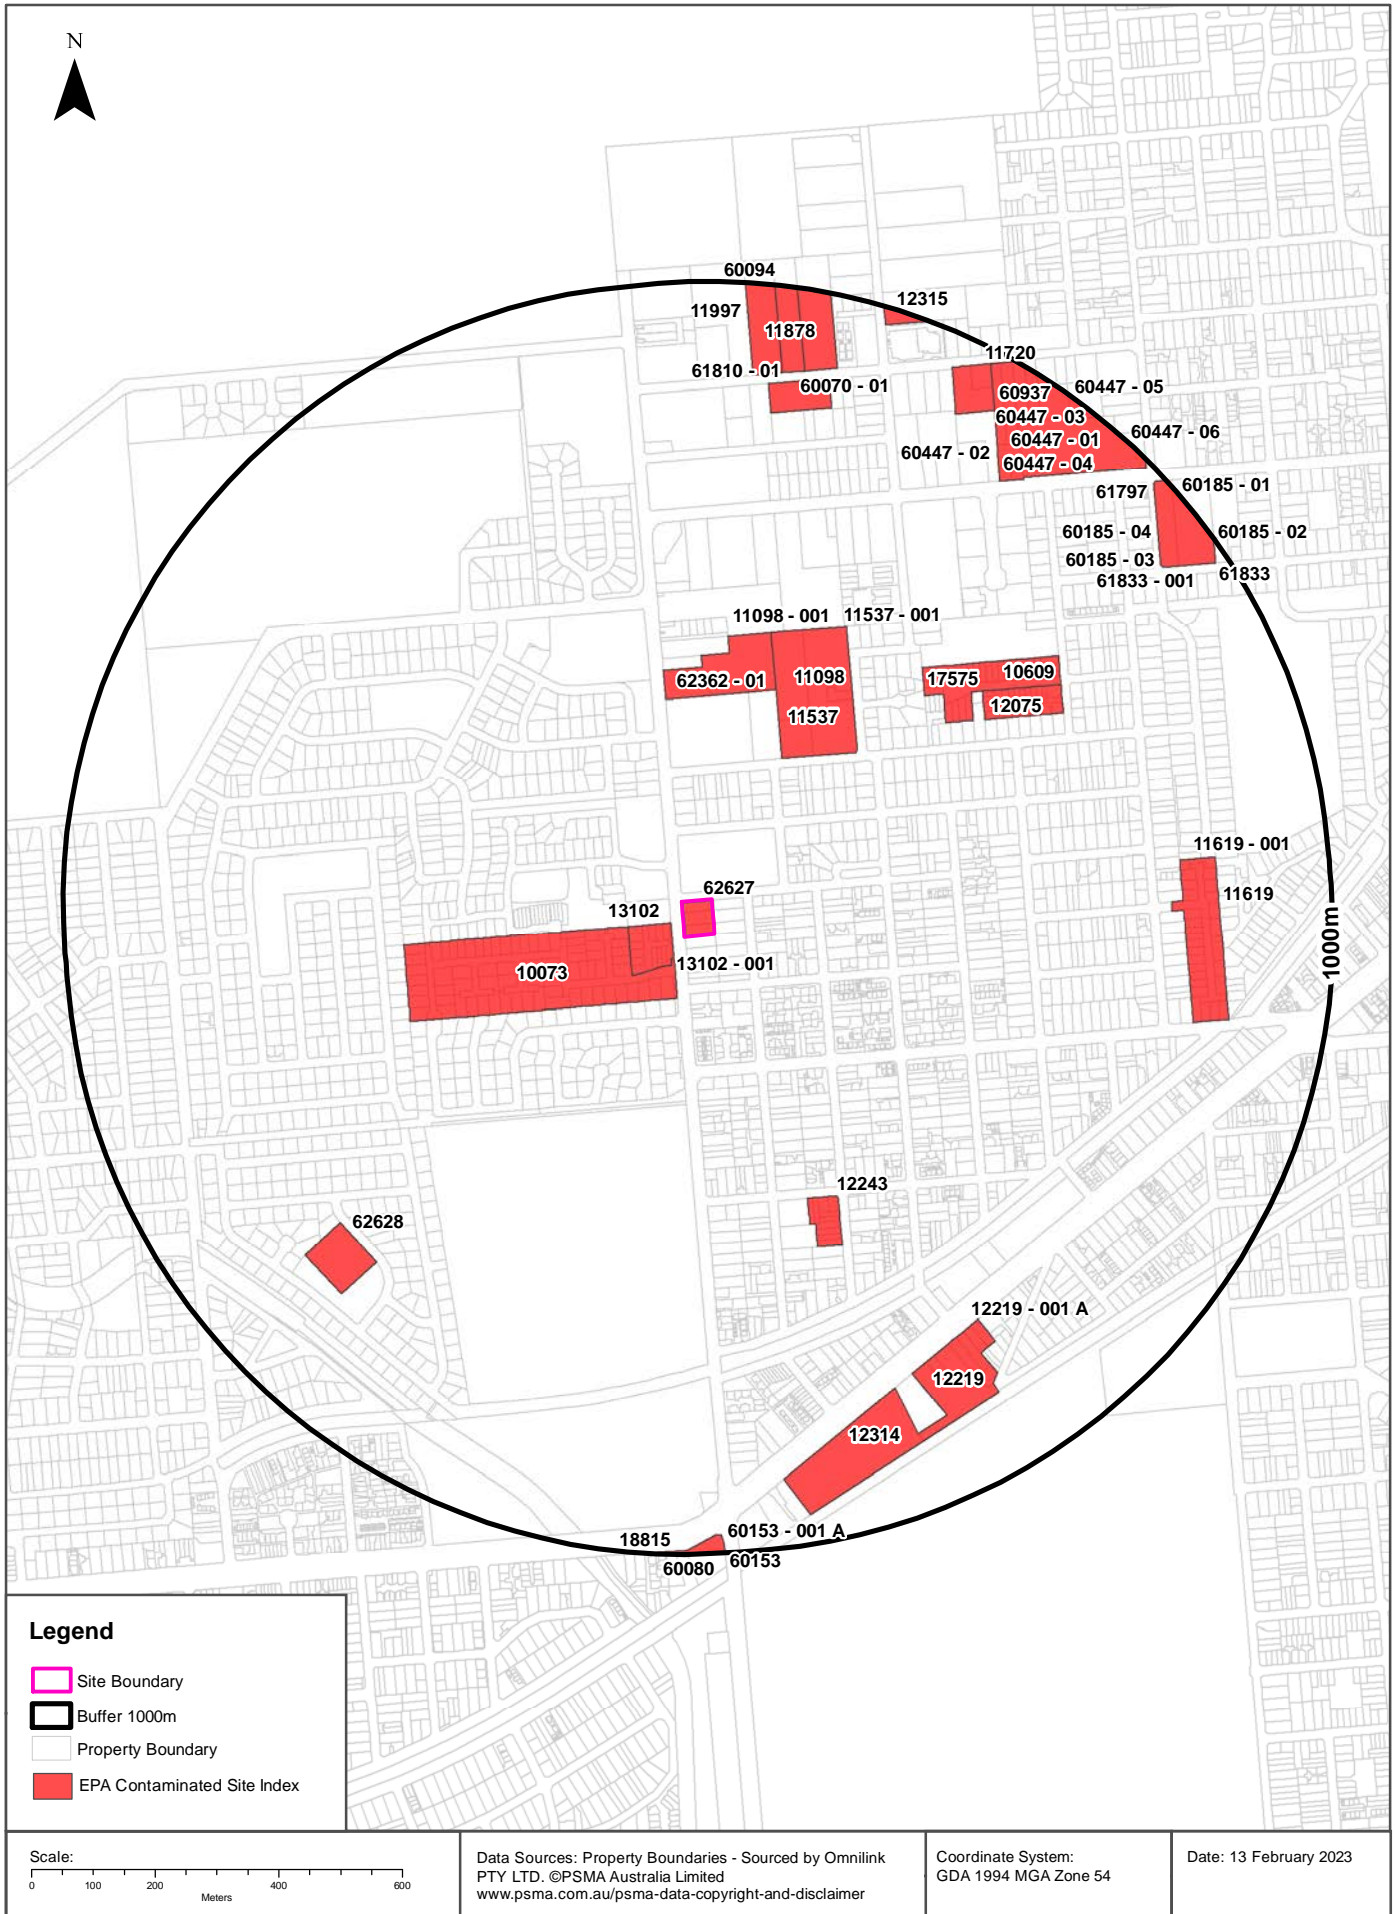 N
60094
12315
11997
11878
11720
61810 - 01
60070 - 01
60937
60447 - 05
60447 - 03
60447 - 01
60447 - 06
60447 - 02
60447 - 04
61797
60185 - 01
60185 - 04
60185 - 02
60185 - 03
61833
61833 - 001
11098 - 001
11537 - 001
62362 - 01
11098
11537
17575
10609
12075
11619 - 001
11619
62627
13102
13102 - 001
10073
1000m
12243
62628
12219 - 001 A
12219
12314
18815
60153 - 001 A
60080
60153
Legend
Site Boundary
Buffer 1000m
Property Boundary
EPA Contaminated Site Index
Scale:
0 100 200 400 600
Meters
Data Sources: Property Boundaries - Sourced by Omnilink
PTY LTD. ©PSMA Australia Limited
www.psma.com.au/psma-data-copyright-and-disclaimer
Coordinate System:
GDA 1994 MGA Zone 54
Date: 13 February 2023